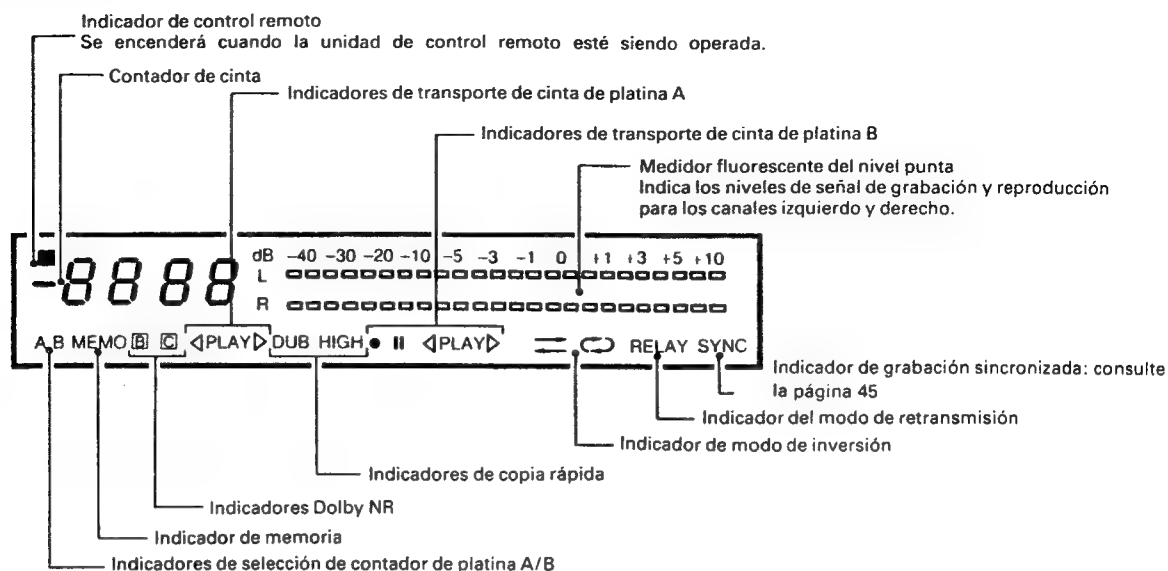 Indicador de control remoto
Se encenderá cuando la unidad de control remoto esté siendo operada.
Contador de cinta
Indicadores de transporte de cinta de platina A
Indicadores de transporte de cinta de platina B
Medidor fluorescente del nivel punta
Indica los niveles de señal de grabación y reproducción
para los canales izquierdo y derecho.
dB -40 -30 -20 -10 -5 -3 -1 0 +1 +3 +5 +10
8888
L
R
A B MEMO B C ◁PLAY▷ DUB HIGH ● II ◁PLAY▷ RELAY SYNC
Indicador de grabación sincronizada: consulte
la página 45
Indicador del modo de retransmisión
Indicador de modo de inversión
Indicadores de copia rápida
Indicadores Dolby NR
Indicador de memoria
Indicadores de selección de contador de platina A/B